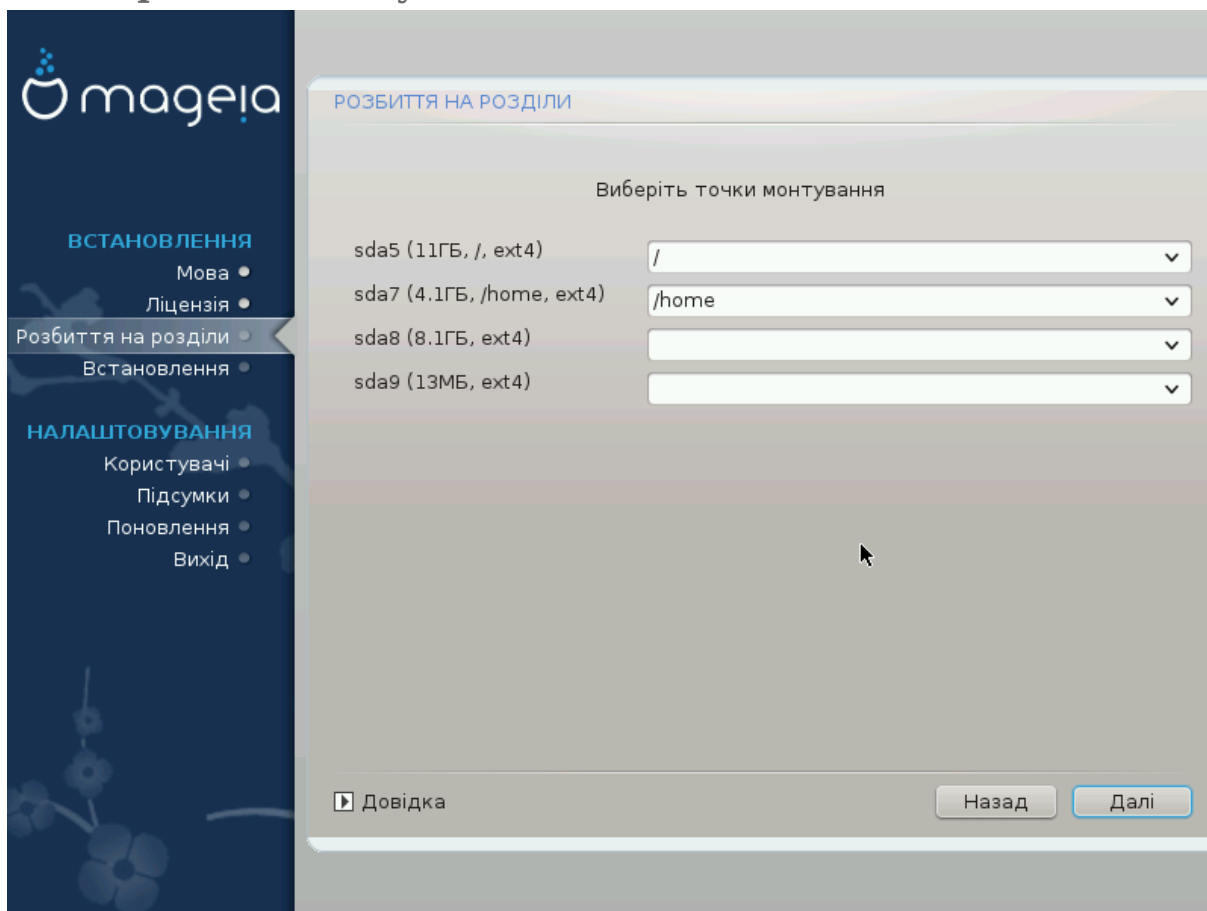 mageia
РОЗБИТТЯ НА РОЗДІЛИ
Виберіть точки монтування
ВСТАНОВЛЕННЯ
Мова
Ліцензія
Розбиття на розділи
Встановлення
НАЛАШТОВУВАННЯ
Користувачі
Підсумки
Поновлення
Вихід
sda5 (11ГБ, /, ext4) /
sda7 (4.1ГБ, /home, ext4) /home
sda8 (8.1ГБ, ext4)
sda9 (13МБ, ext4)
Довідка
Назад
Далі